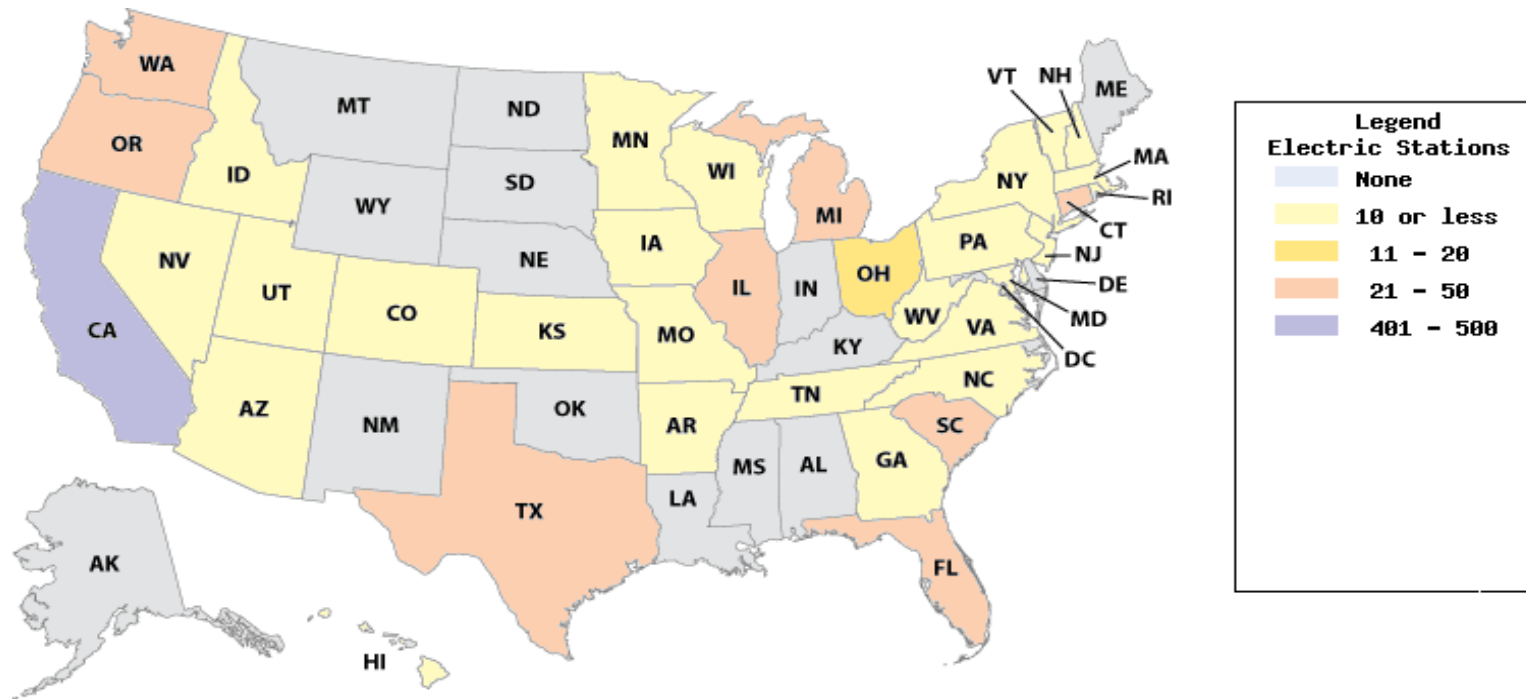 WA
MT
ND
MN
VT
NH
ME
OR
ID
WY
SD
WI
MI
NY
MA
RI
CT
NV
UT
CO
NE
IA
IL
IN
OH
PA
NJ
DE
MD
DC
CA
KS
MO
KY
WV
VA
AZ
NM
OK
AR
TN
NC
SC
TX
LA
MS
AL
GA
FL
AK
HI
Legend
Electric Stations
None
10 or less
11 - 20
21 - 50
401 - 500